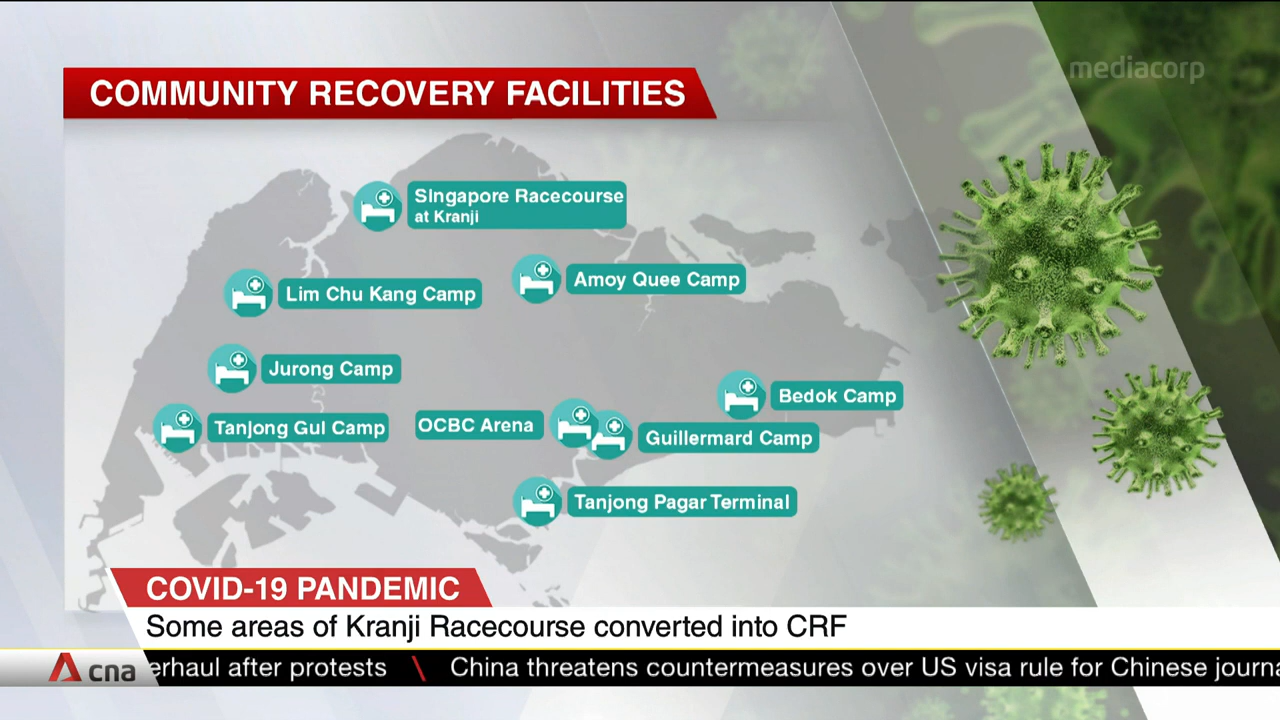 mediacorp
COMMUNITY RECOVERY FACILITIES
Singapore Racecourse
at Kranji
Lim Chu Kang Camp
Amoy Quee Camp
Jurong Camp
Bedok Camp
Tanjong Gul Camp
OCBC Arena
Guillermard Camp
Tanjong Pagar Terminal
COVID-19 PANDEMIC
Some areas of Kranji Racecourse converted into CRF
cna
erhaul after protests \ China threatens countermeasures over US visa rule for Chinese journa